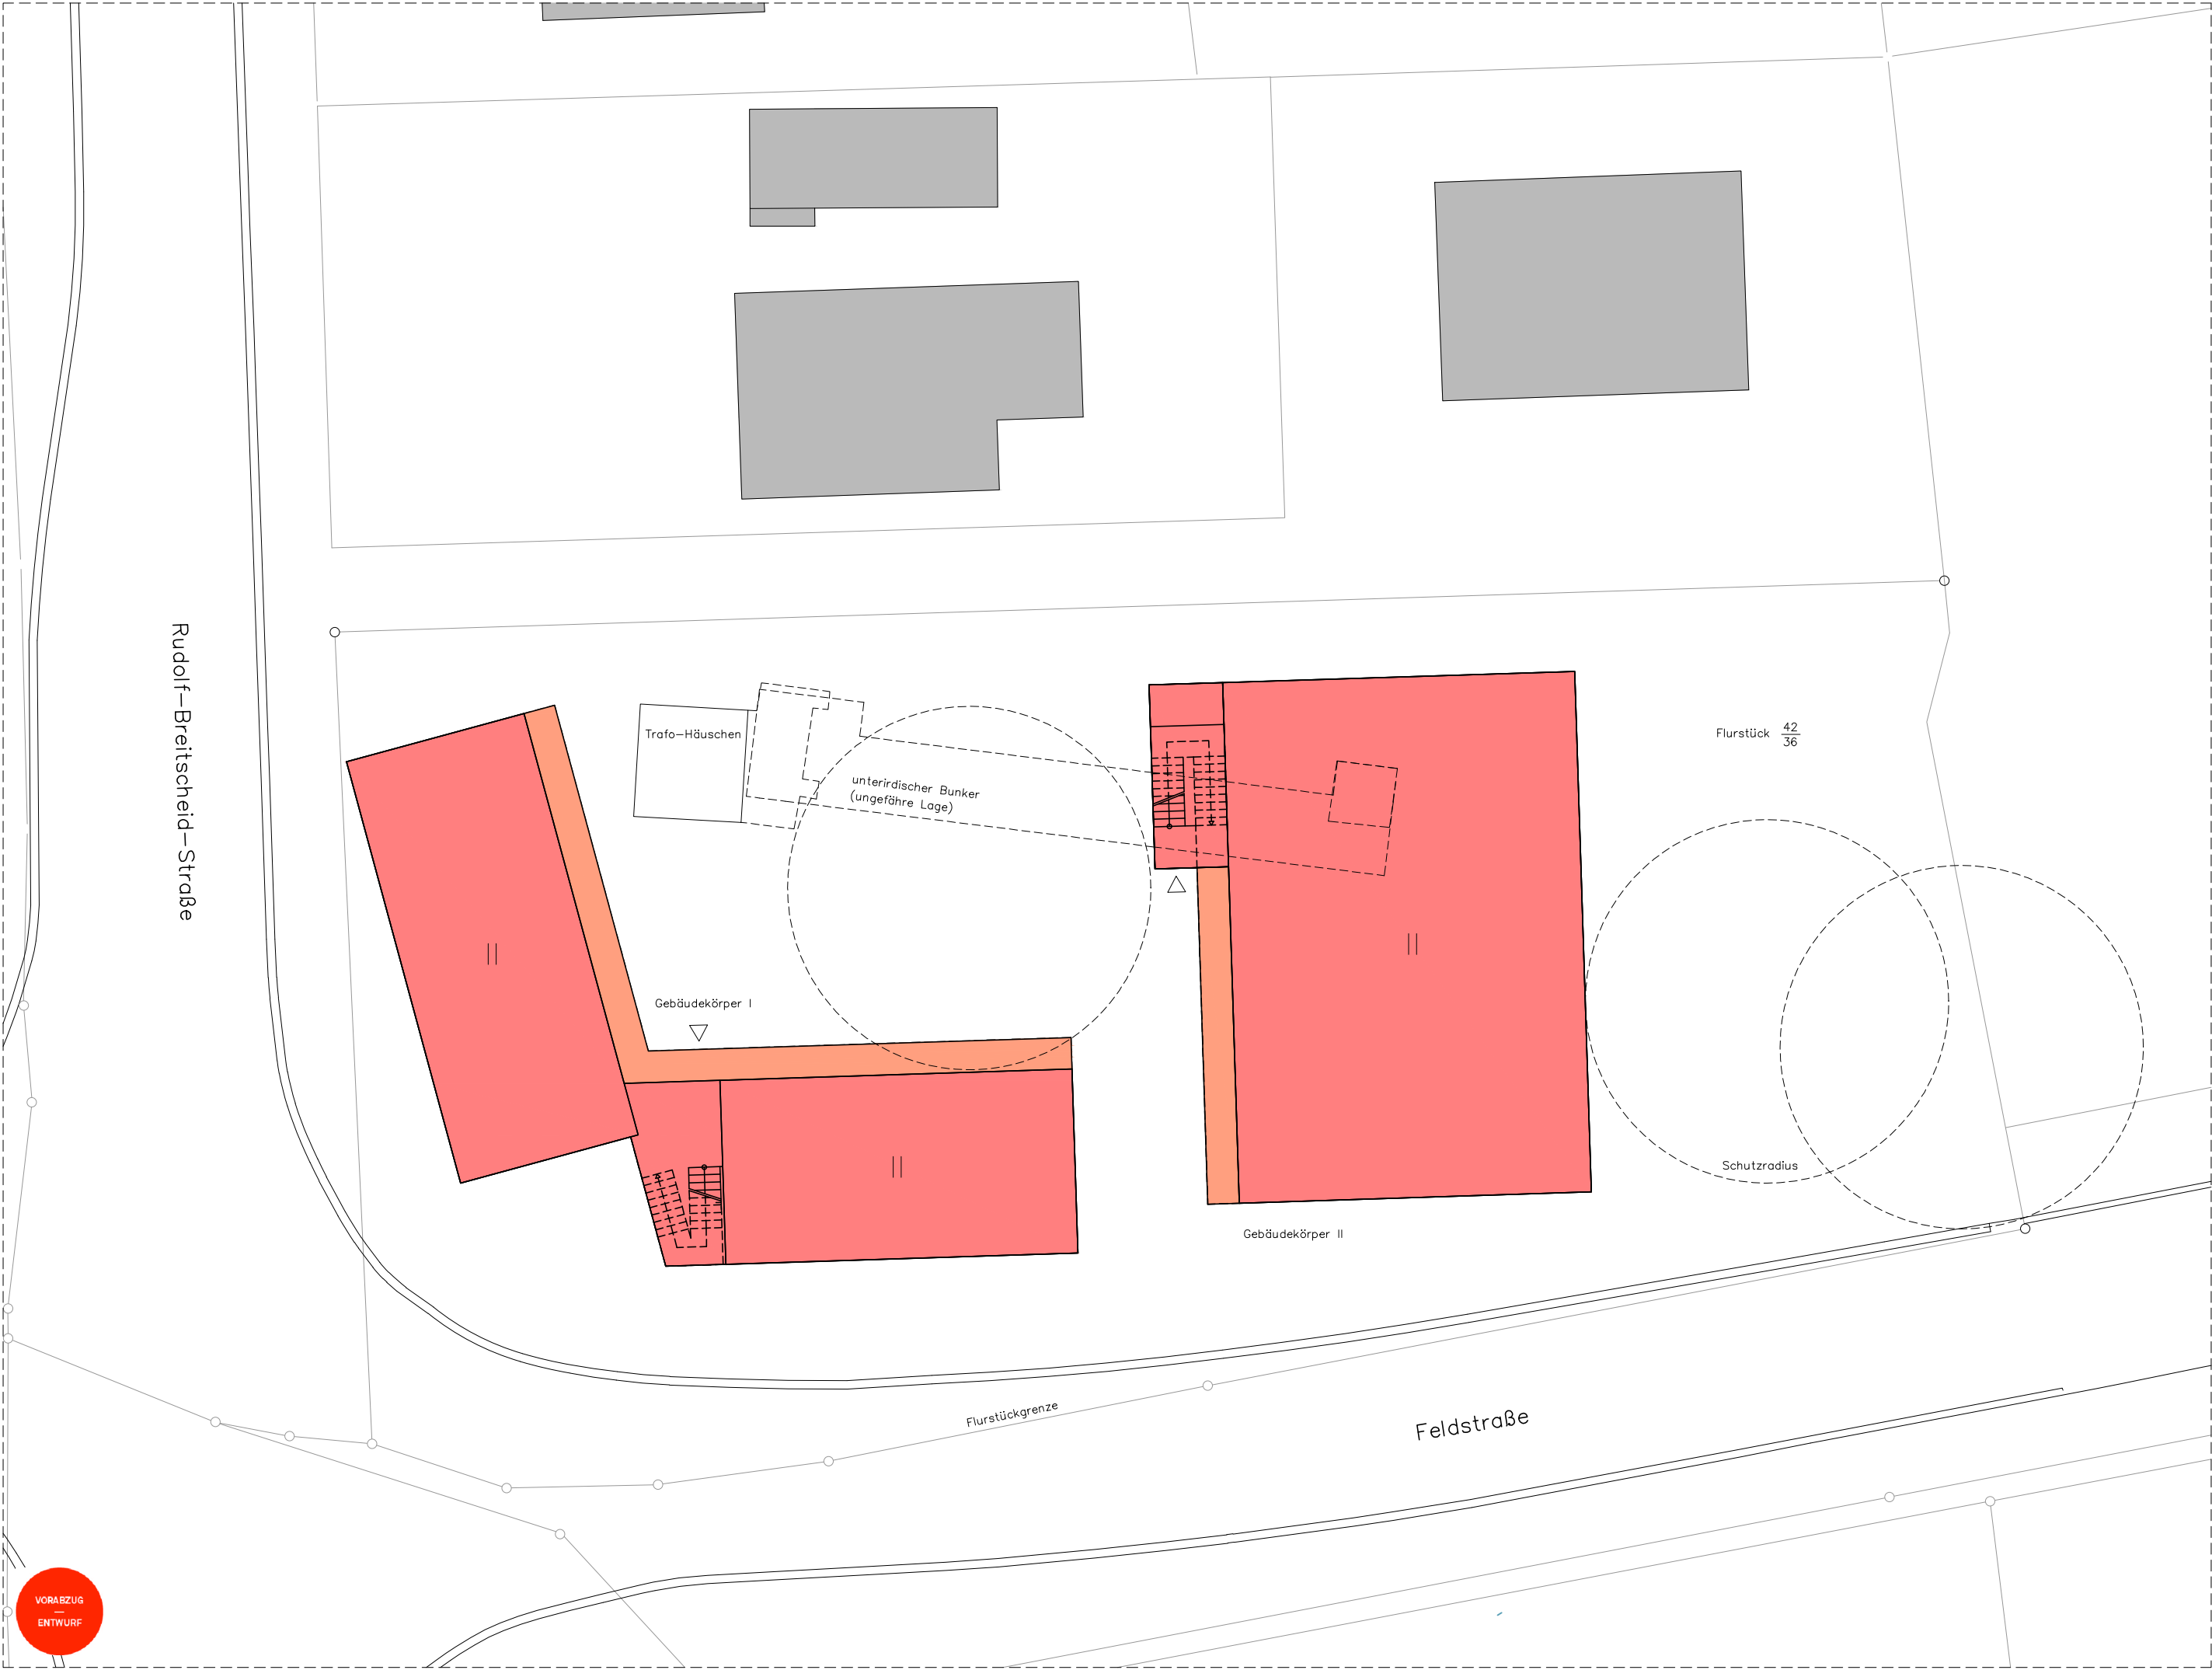 Rudolf-Breitscheid-Straße
Trafo-Häuschen
unterirdischer Bunker
(ungefähre Lage)
Flurstück 42
36
II
II
Gebäudekörper I
II
Schutzradius
Gebäudekörper II
Flurstückgrenze
Feldstraße
VORABZUG
—
ENTWURF